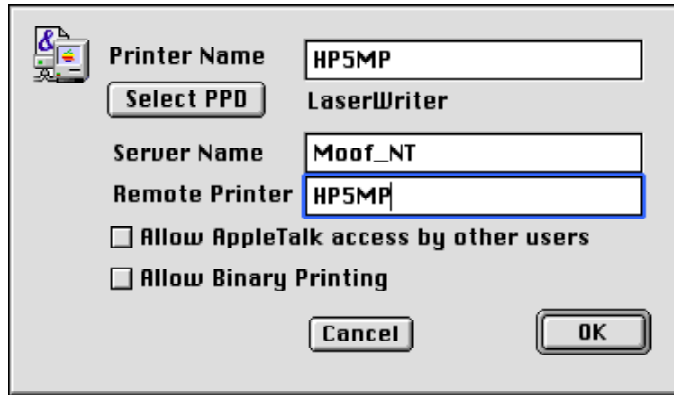 Printer Name HP5MP
Select PPD LaserWriter
Server Name Moof_NT
Remote Printer HP5MP
Allow AppleTalk access by other users
Allow Binary Printing
Cancel OK